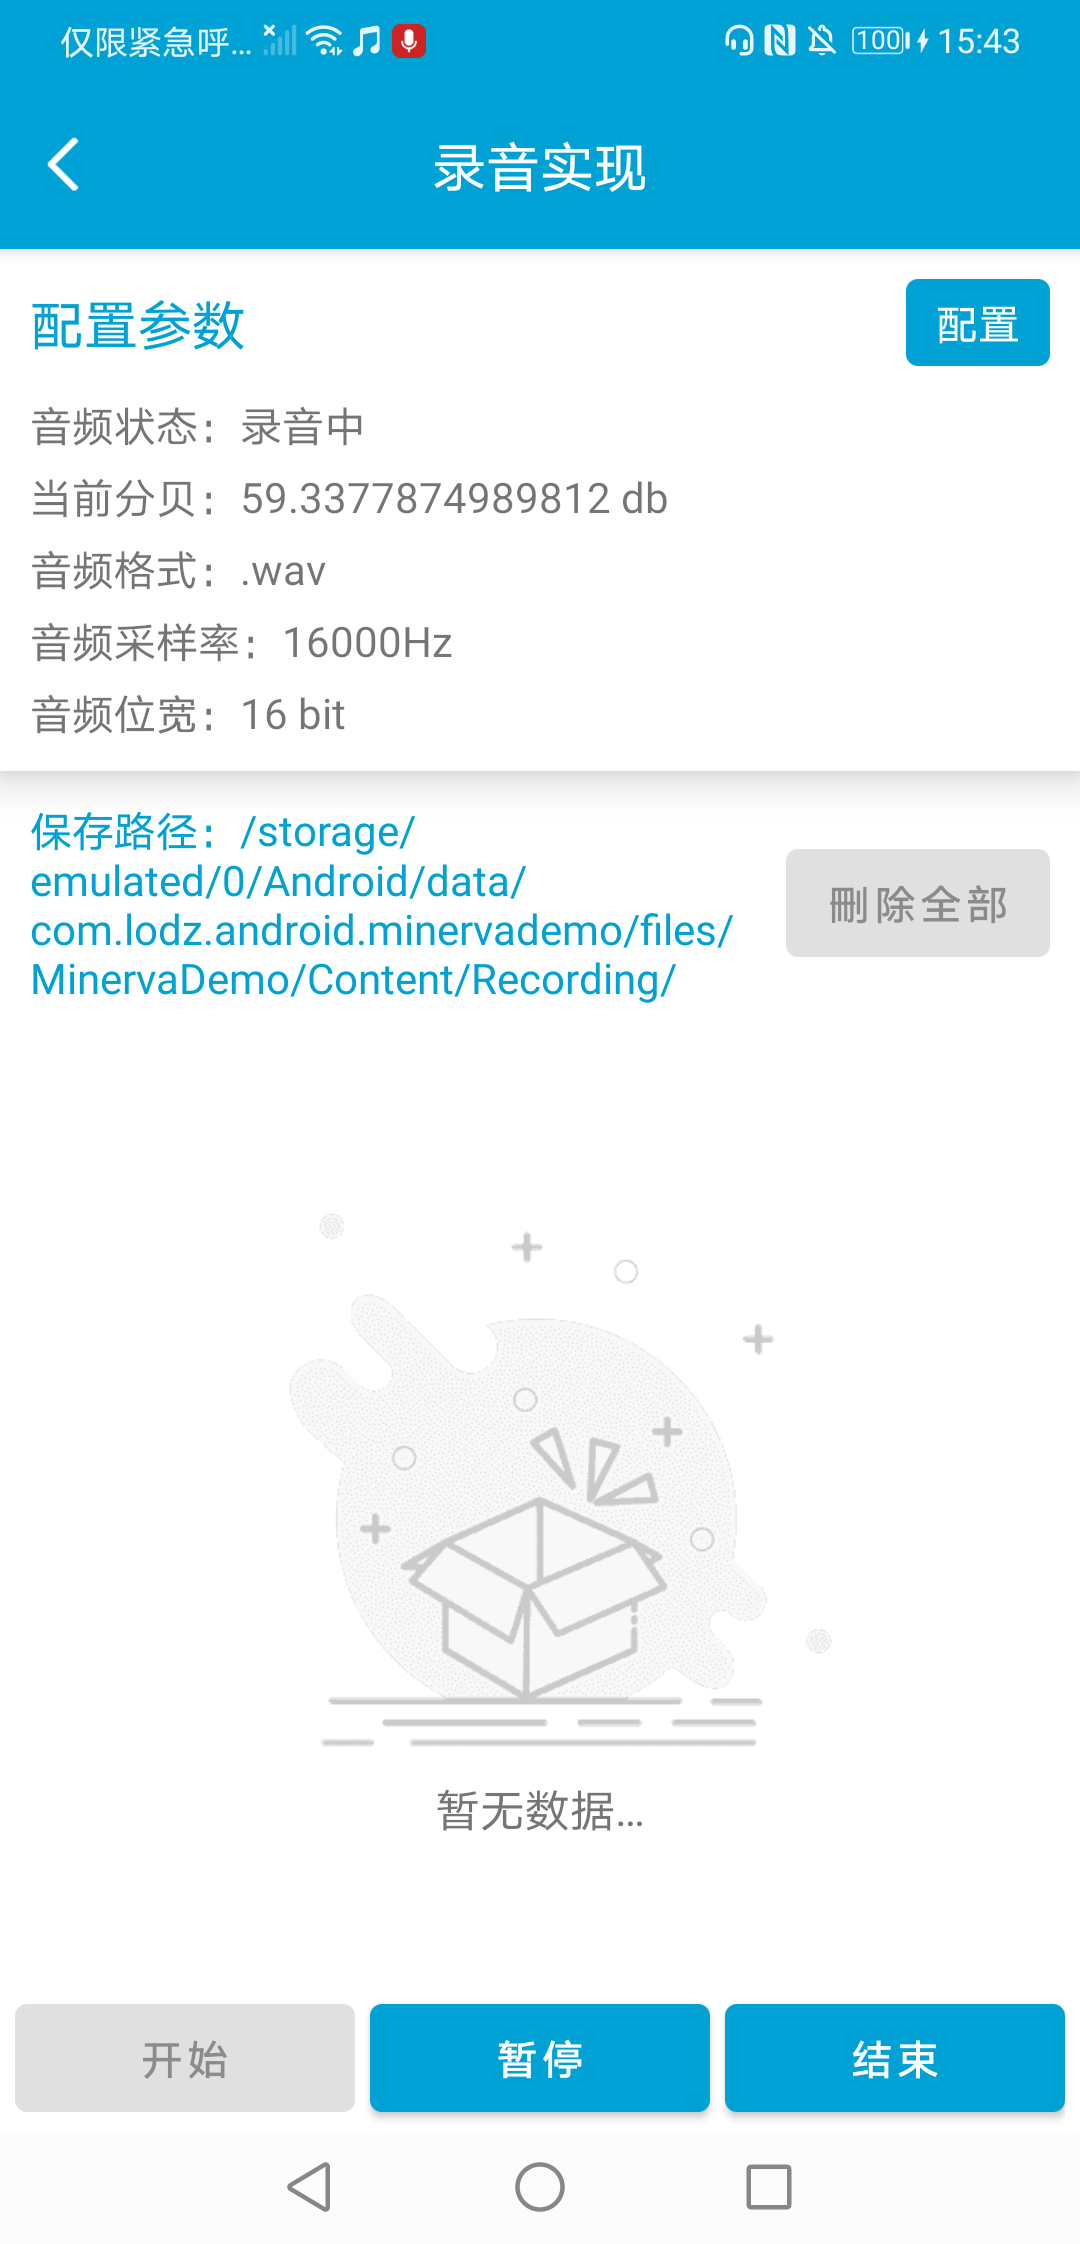 仅限紧急呼... 100 15:43
录音实现
配置参数 配置
音频状态：录音中
当前分贝：59.3377874989812 db
音频格式：.wav
音频采样率：16000Hz
音频位宽：16 bit
保存路径：/storage/
emulated/0/Android/data/
com.lodz.android.minervademo/files/
MinervaDemo/Content/Recording/
刪除全部
暂无数据...
开始 暂停 结束